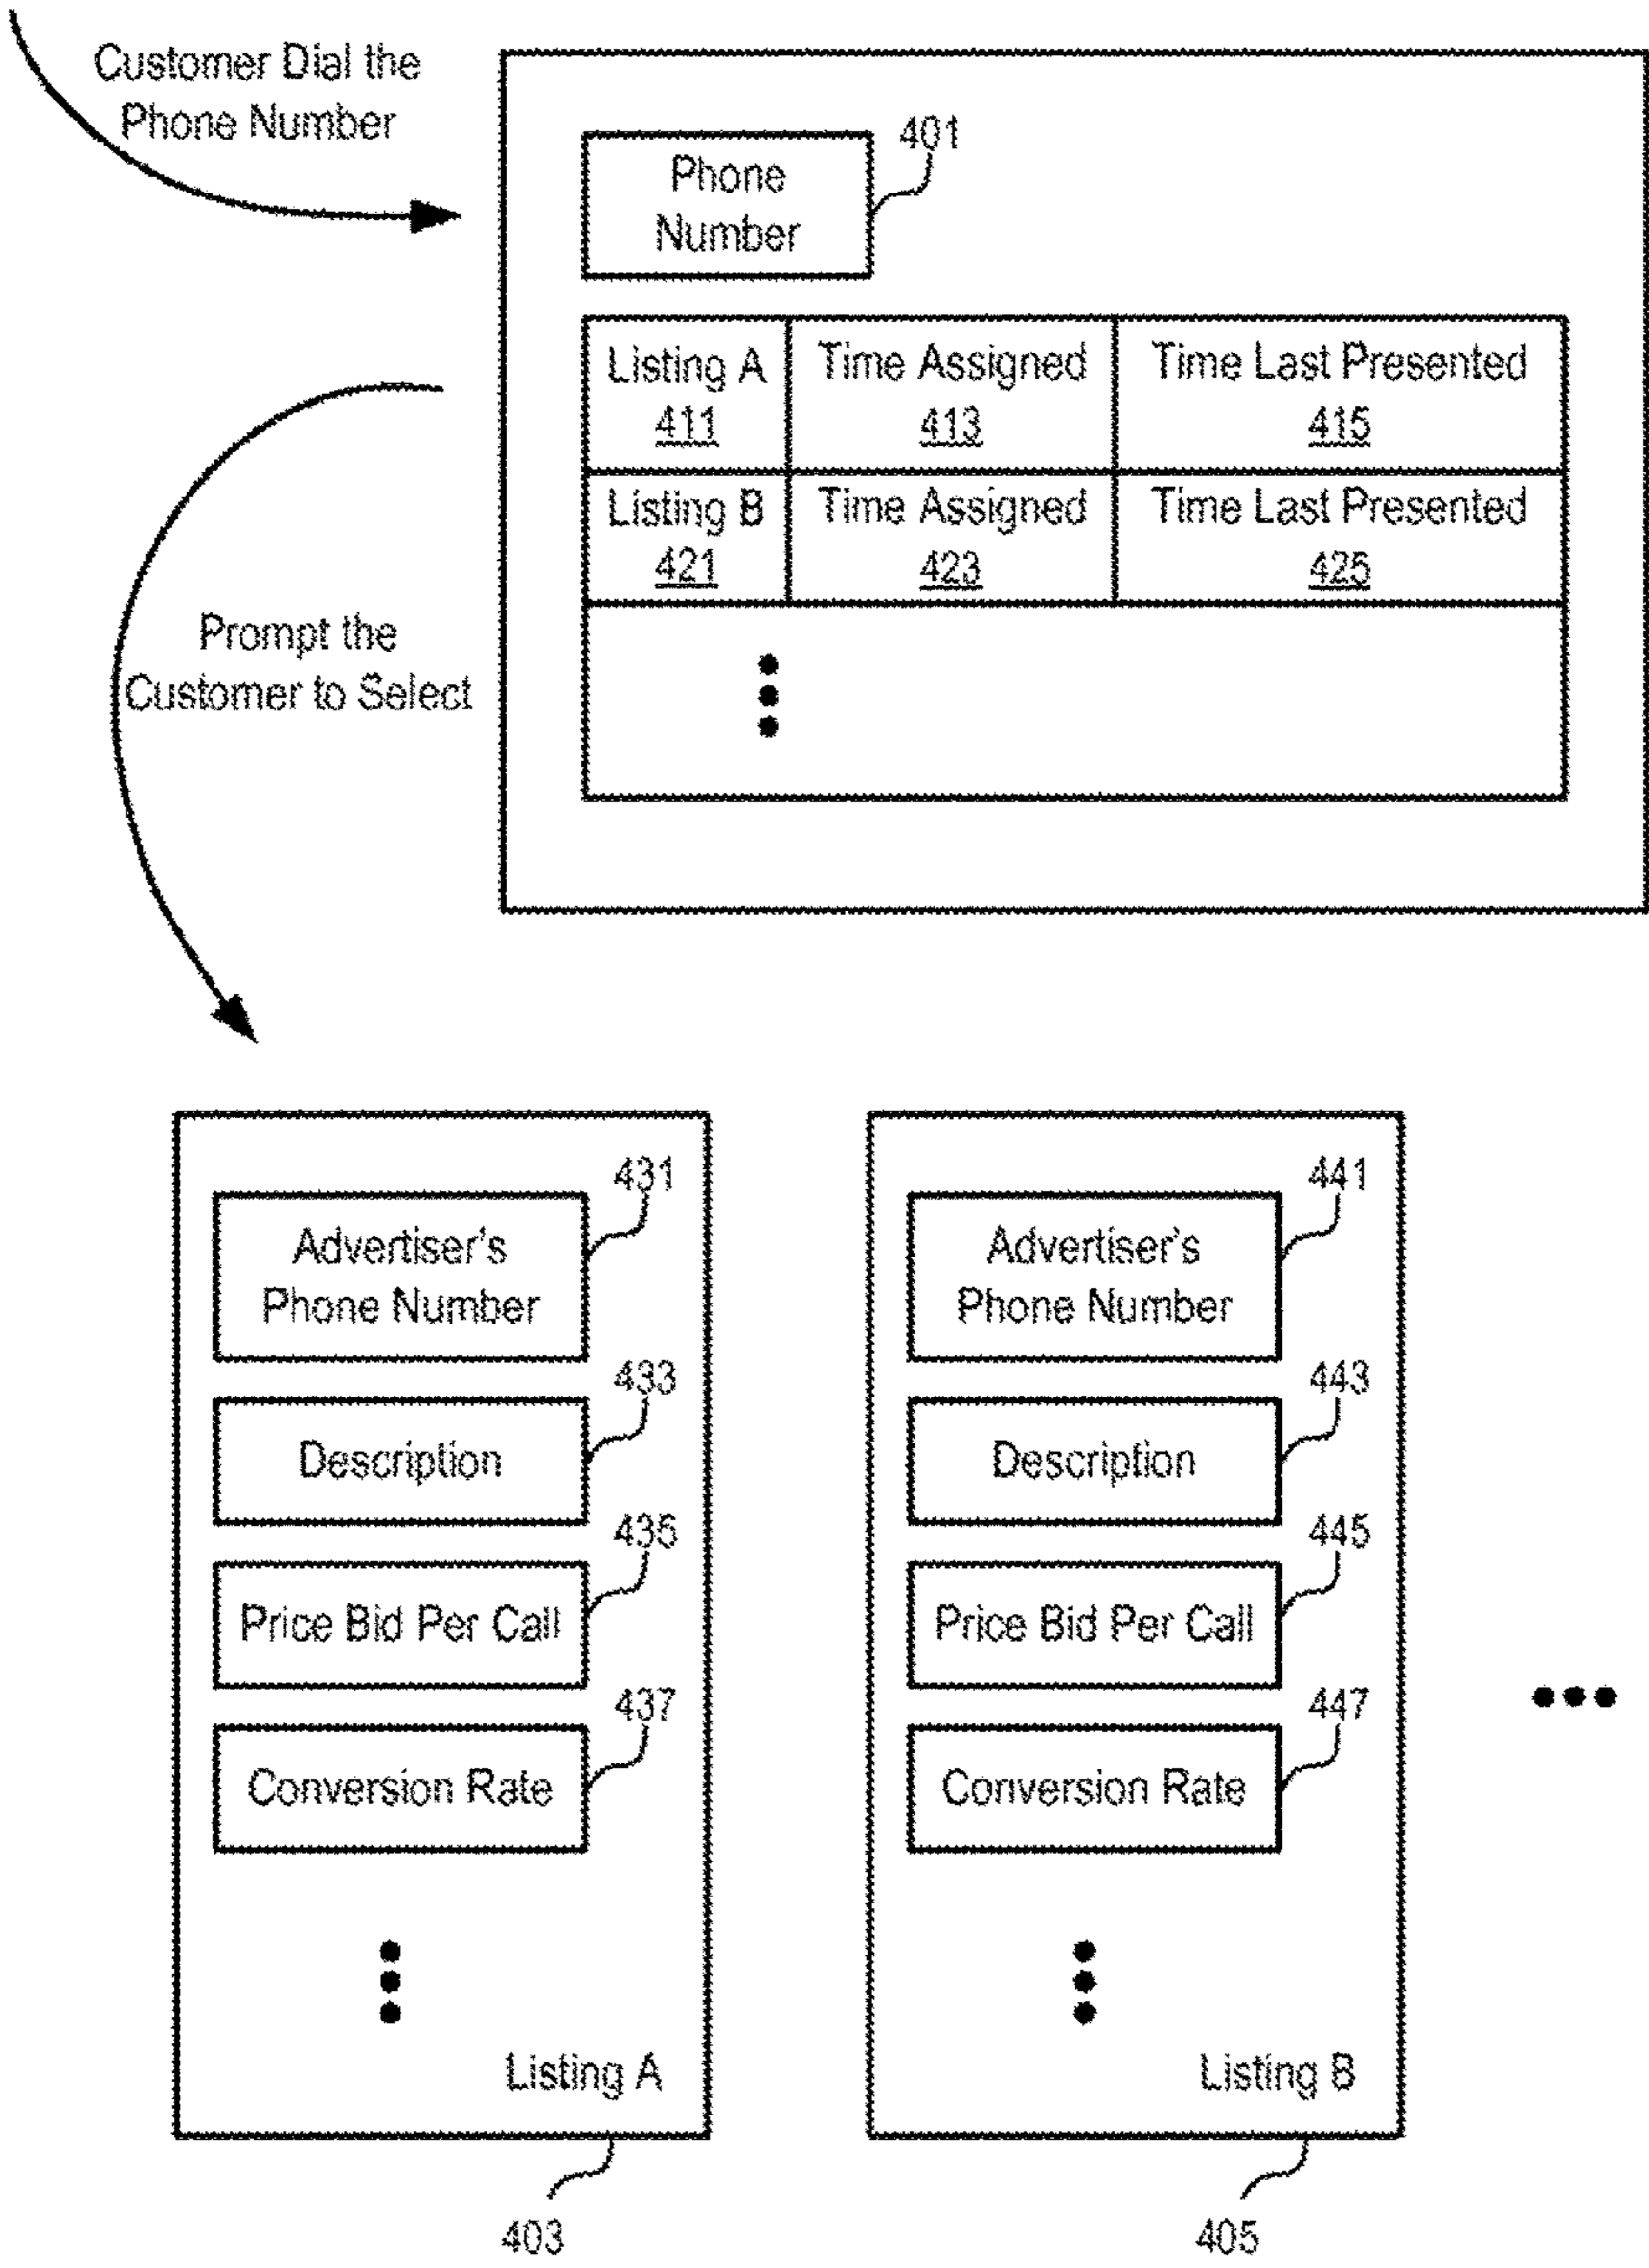 Customer Dial the
Phone Number
Phone
Number
401
Listing A
411
Time Assigned
413
Time Last Presented
415
Listing B
421
Time Assigned
423
Time Last Presented
425
Prompt the
Customer to Select
431
Advertiser's
Phone Number
433
Description
435
Price Bid Per Call
437
Conversion Rate
Listing A
403
441
Advertiser's
Phone Number
443
Description
445
Price Bid Per Call
447
Conversion Rate
Listing B
405